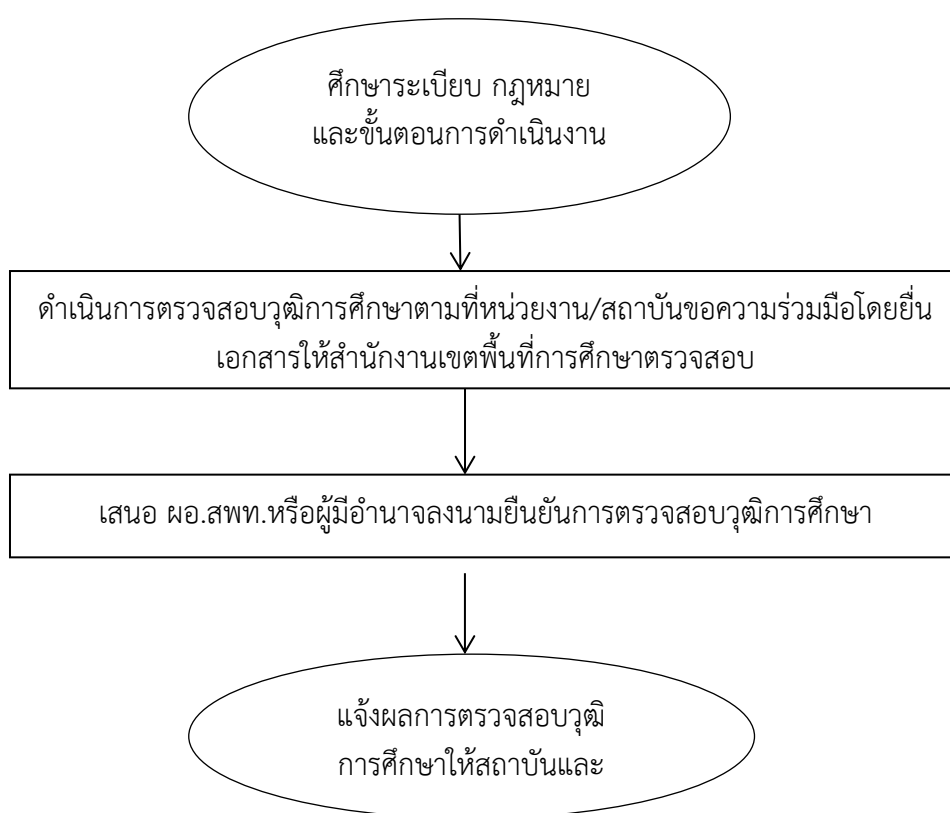 ศึกษาระเบียบ กฎหมาย
และขั้นตอนการดำเนินงาน
ดำเนินการตรวจสอบวุฒิการศึกษาตามที่หน่วยงาน/สถาบันขอความร่วมมือโดยยื่น
เอกสารให้สำนักงานเขตพื้นที่การศึกษาตรวจสอบ
เสนอ ผอ.สพท.หรือผู้มีอำนาจลงนามยืนยันการตรวจสอบวุฒิการศึกษา
แจ้งผลการตรวจสอบวุฒิ
การศึกษาให้สถาบันและ